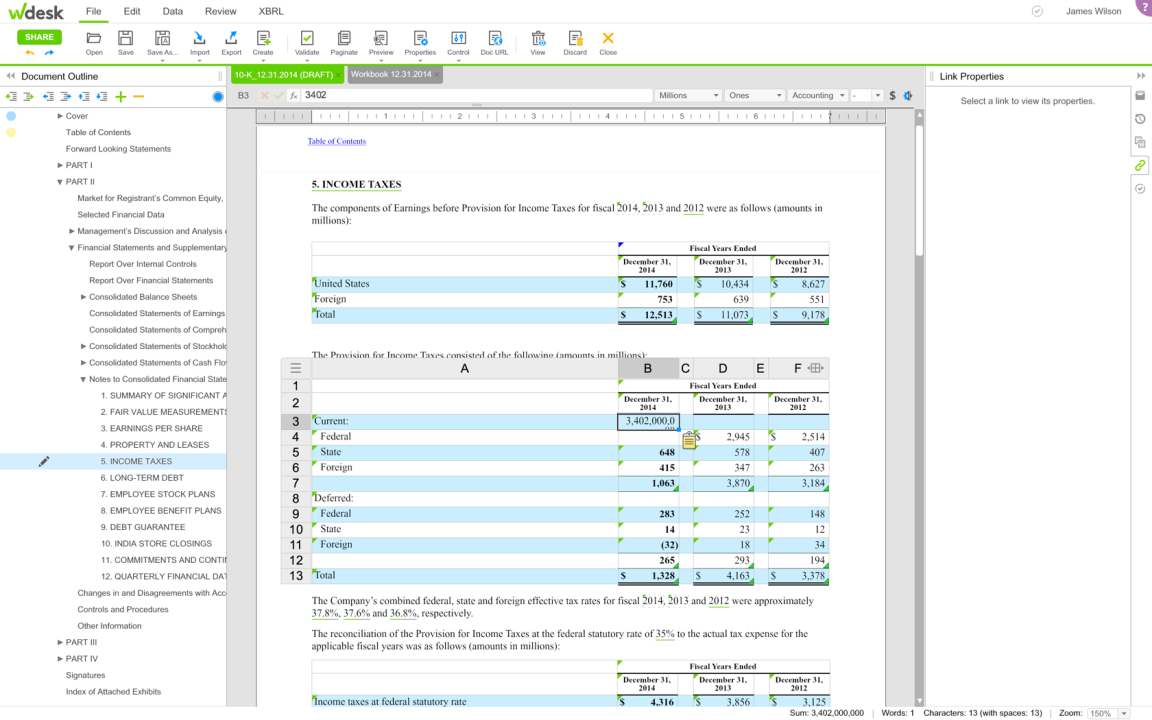 wdesk File Edit Data Review XBRL James Wilson ?
SHARE Open Save Save As... Import Export Create Validate Paginate Preview Properties Control Doc URL View Discard Close
Document Outline 10-K_12.31.2014 (DRAFT) × Workbook 12.31.2014 × Link Properties
B3 fx 3402 Millions Ones Accounting - $
Select a link to view its properties.
Cover
Table of Contents
Forward Looking Statements
PART I
PART II
Market for Registrant's Common Equity,
Selected Financial Data
Management's Discussion and Analysis
Financial Statements and Supplementary
Report Over Internal Controls
Report Over Financial Statements
Consolidated Balance Sheets
Consolidated Statements of Earnings
Consolidated Statements of Compreh
Consolidated Statements of Stockhol
Consolidated Statements of Cash Flo
Notes to Consolidated Financial State
1. SUMMARY OF SIGNIFICANT A
2. FAIR VALUE MEASUREMENTS
3. EARNINGS PER SHARE
4. PROPERTY AND LEASES
5. INCOME TAXES
6. LONG-TERM DEBT
7. EMPLOYEE STOCK PLANS
8. EMPLOYEE BENEFIT PLANS
9. DEBT GUARANTEE
10. INDIA STORE CLOSINGS
11. COMMITMENTS AND CONTI
12. QUARTERLY FINANCIAL DAT
Changes in and Disagreements with Acc
Controls and Procedures
Other Information
PART III
PART IV
Signatures
Index of Attached Exhibits
1 2 3 4 5 6 7
Table of Contents
5. INCOME TAXES
The components of Earnings before Provision for Income Taxes for fiscal 2014, 2013 and 2012 were as follows (amounts in
millions):
Fiscal Years Ended
December 31, December 31, December 31,
2014 2013 2012
United States $ 11,760 $ 10,434 $ 8,627
Foreign 753 639 551
Total $ 12,513 $ 11,073 $ 9,178
The Provision for Income Taxes consisted of the following (amounts in millions):
A B C D E F
1 Fiscal Years Ended
2 December 31, December 31, December 31,
2014 2013 2012
3 Current: 3,402,000,0
00
4 Federal $ 2,945 $ 2,514
5 State 648 578 407
6 Foreign 415 347 263
7 1,063 3,870 3,184
8 Deferred:
9 Federal 283 252 148
10 State 14 23 12
11 Foreign (32) 18 34
12 265 293 194
13 Total $ 1,328 $ 4,163 $ 3,378
The Company's combined federal, state and foreign effective tax rates for fiscal 2014, 2013 and 2012 were approximately
37.8%, 37.6% and 36.8%, respectively.
The reconciliation of the Provision for Income Taxes at the federal statutory rate of 35% to the actual tax expense for the
applicable fiscal years was as follows (amounts in millions):
Fiscal Years Ended
December 31, December 31, December 31,
2014 2013 2012
Income taxes at federal statutory rate $ 4,316 $ 3,856 $ 3,125
Sum: 3,402,000,000 Words: 1 Characters: 13 (with spaces: 13) Zoom: 150%